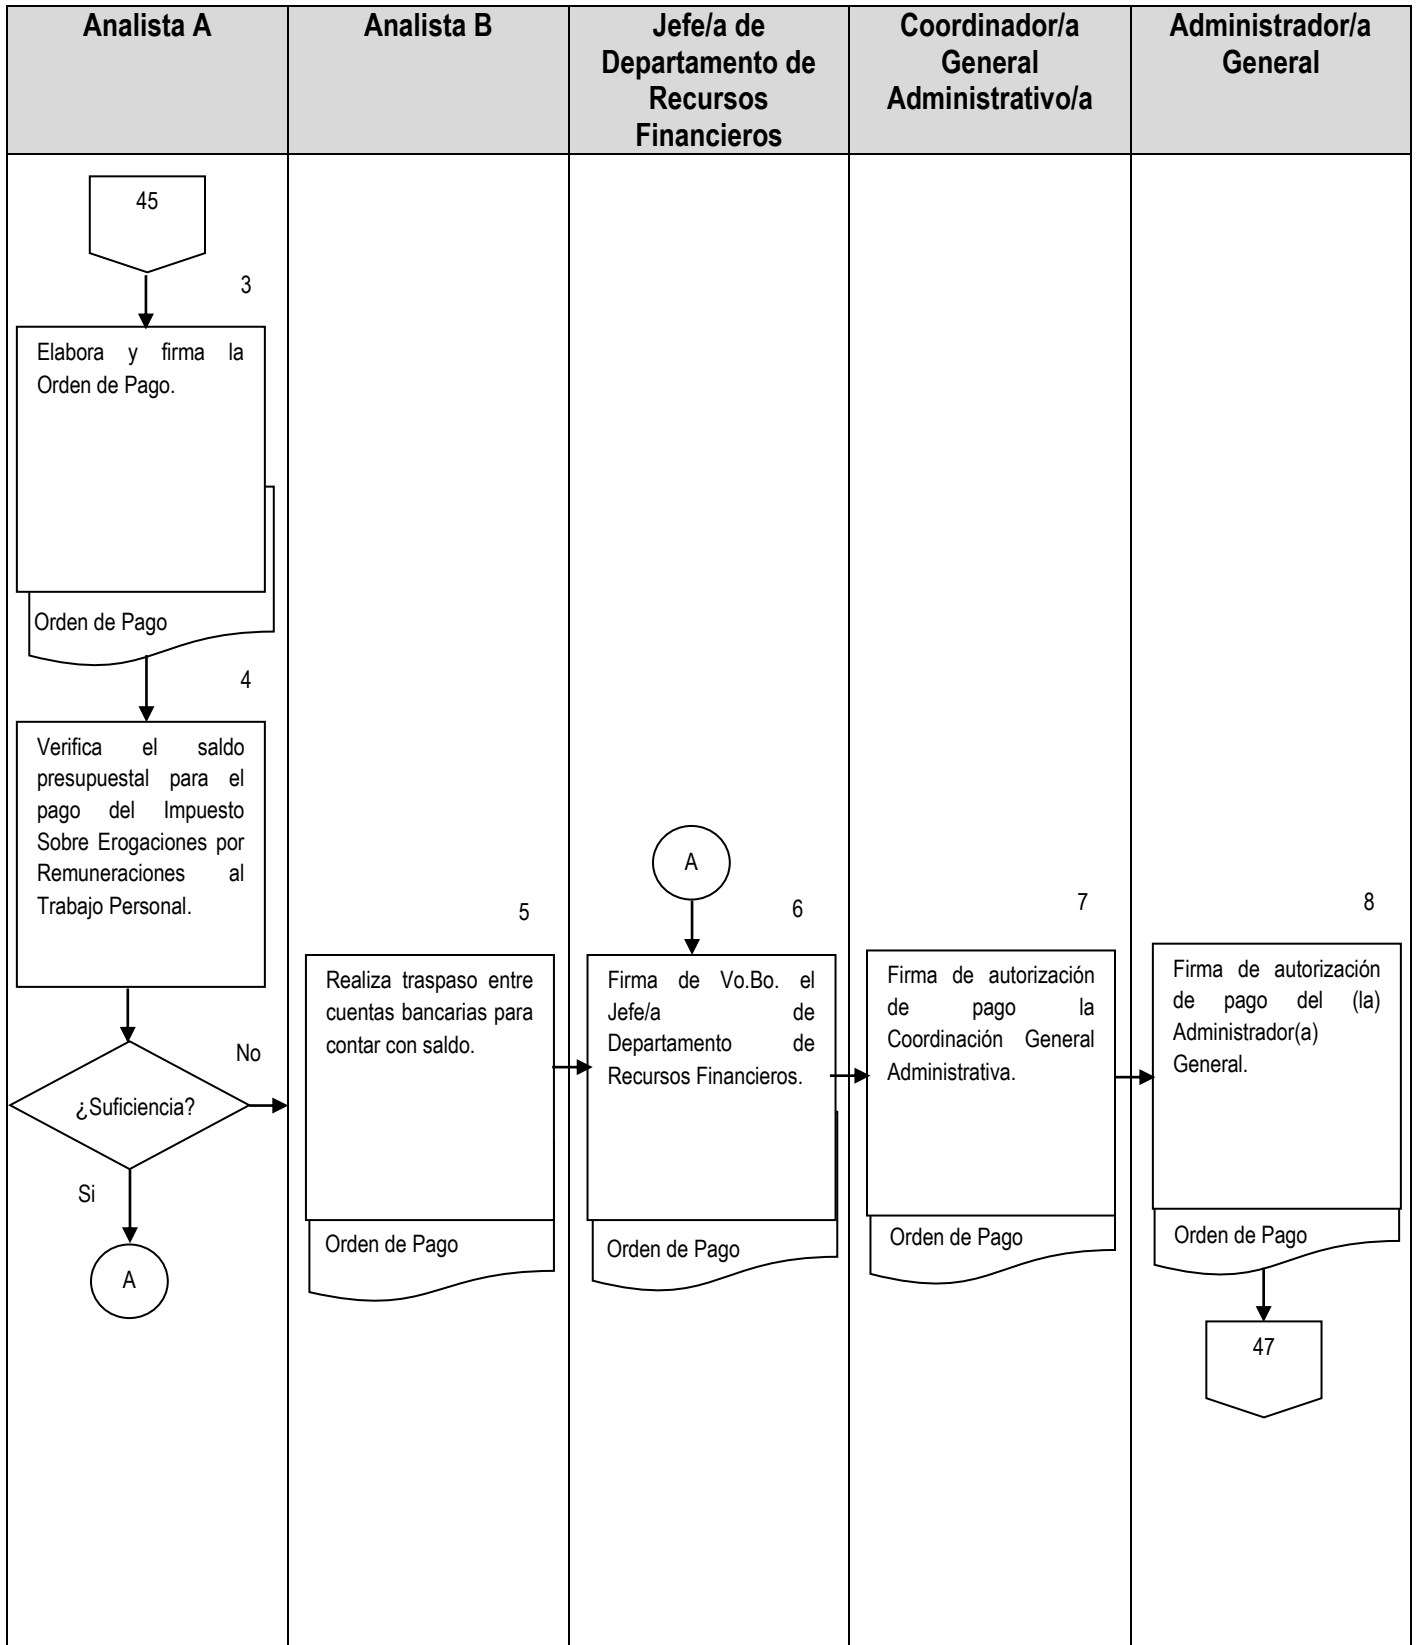 Analista A
Analista B
Jefe/a de
Departamento de
Recursos
Financieros
Coordinador/a
General
Administrativo/a
Administrador/a
General
45
3
Elabora y firma la
Orden de Pago.
Orden de Pago
4
Verifica el saldo
presupuestal para el
pago del Impuesto
Sobre Erogaciones por
Remuneraciones al
Trabajo Personal.
¿Suficiencia?
No
Si
A
5
Realiza traspaso entre
cuentas bancarias para
contar con saldo.
Orden de Pago
A
6
Firma de Vo.Bo. el
Jefe/a de
Departamento de
Recursos Financieros.
Orden de Pago
7
Firma de autorización
de pago la
Coordinación General
Administrativa.
Orden de Pago
8
Firma de autorización
de pago del (la)
Administrador(a)
General.
Orden de Pago
47